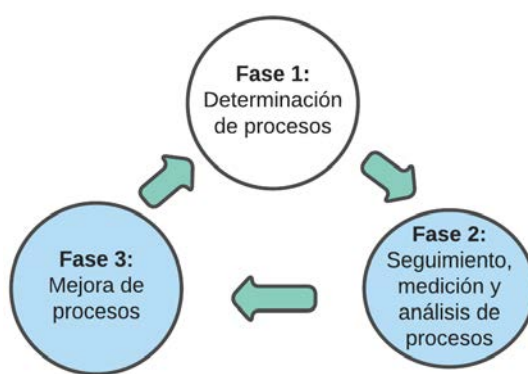 Fase 1:
Determinación
de procesos
Fase 2:
Seguimiento,
medición y
análisis de
procesos
Fase 3:
Mejora de
procesos